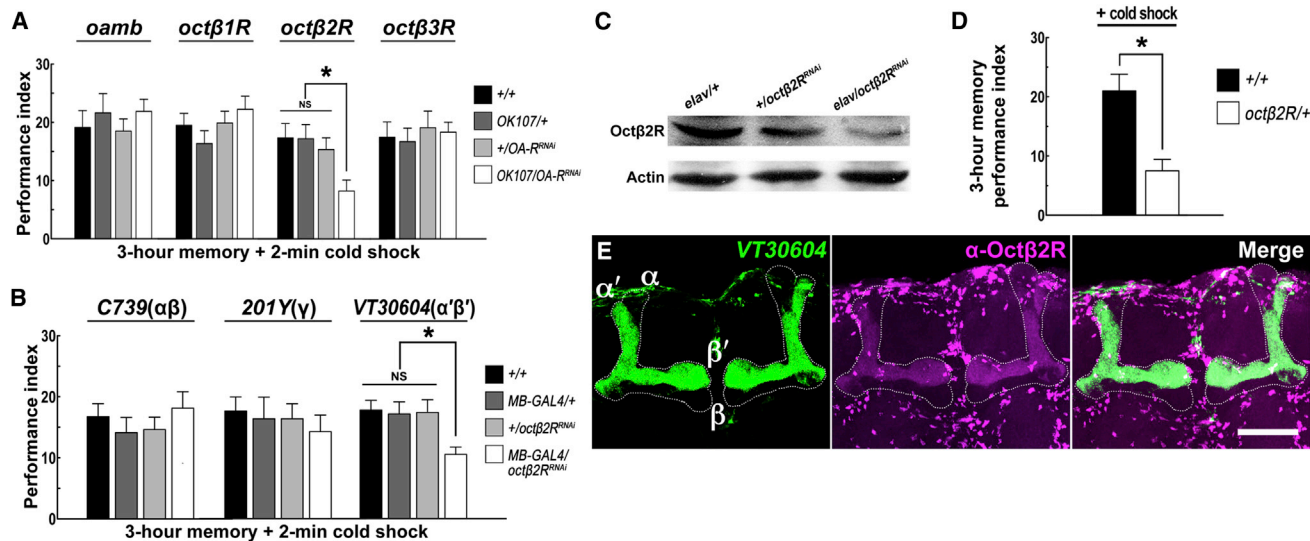 A
oamb octβ1R octβ2R octβ3R
Performance index
30
20
10
0
*
NS
+/+
OK107/+
+/OA-R^RNAi
OK107/OA-R^RNAi
3-hour memory + 2-min cold shock
B
C739(αβ) 201Y(γ) VT30604(α'β')
Performance index
30
20
10
0
*
NS
+/+
MB-GAL4/+
+/octβ2R^RNAi
MB-GAL4/
octβ2R^RNAi
3-hour memory + 2-min cold shock
C
elav/+ +/octβ2R^RNAi elav/octβ2R^RNAi
Octβ2R
Actin
D
+ cold shock
3-hour memory
performance index
30
20
10
0
*
+/+
octβ2R/+
E
VT30604 α-Octβ2R Merge
α' α
β'
β